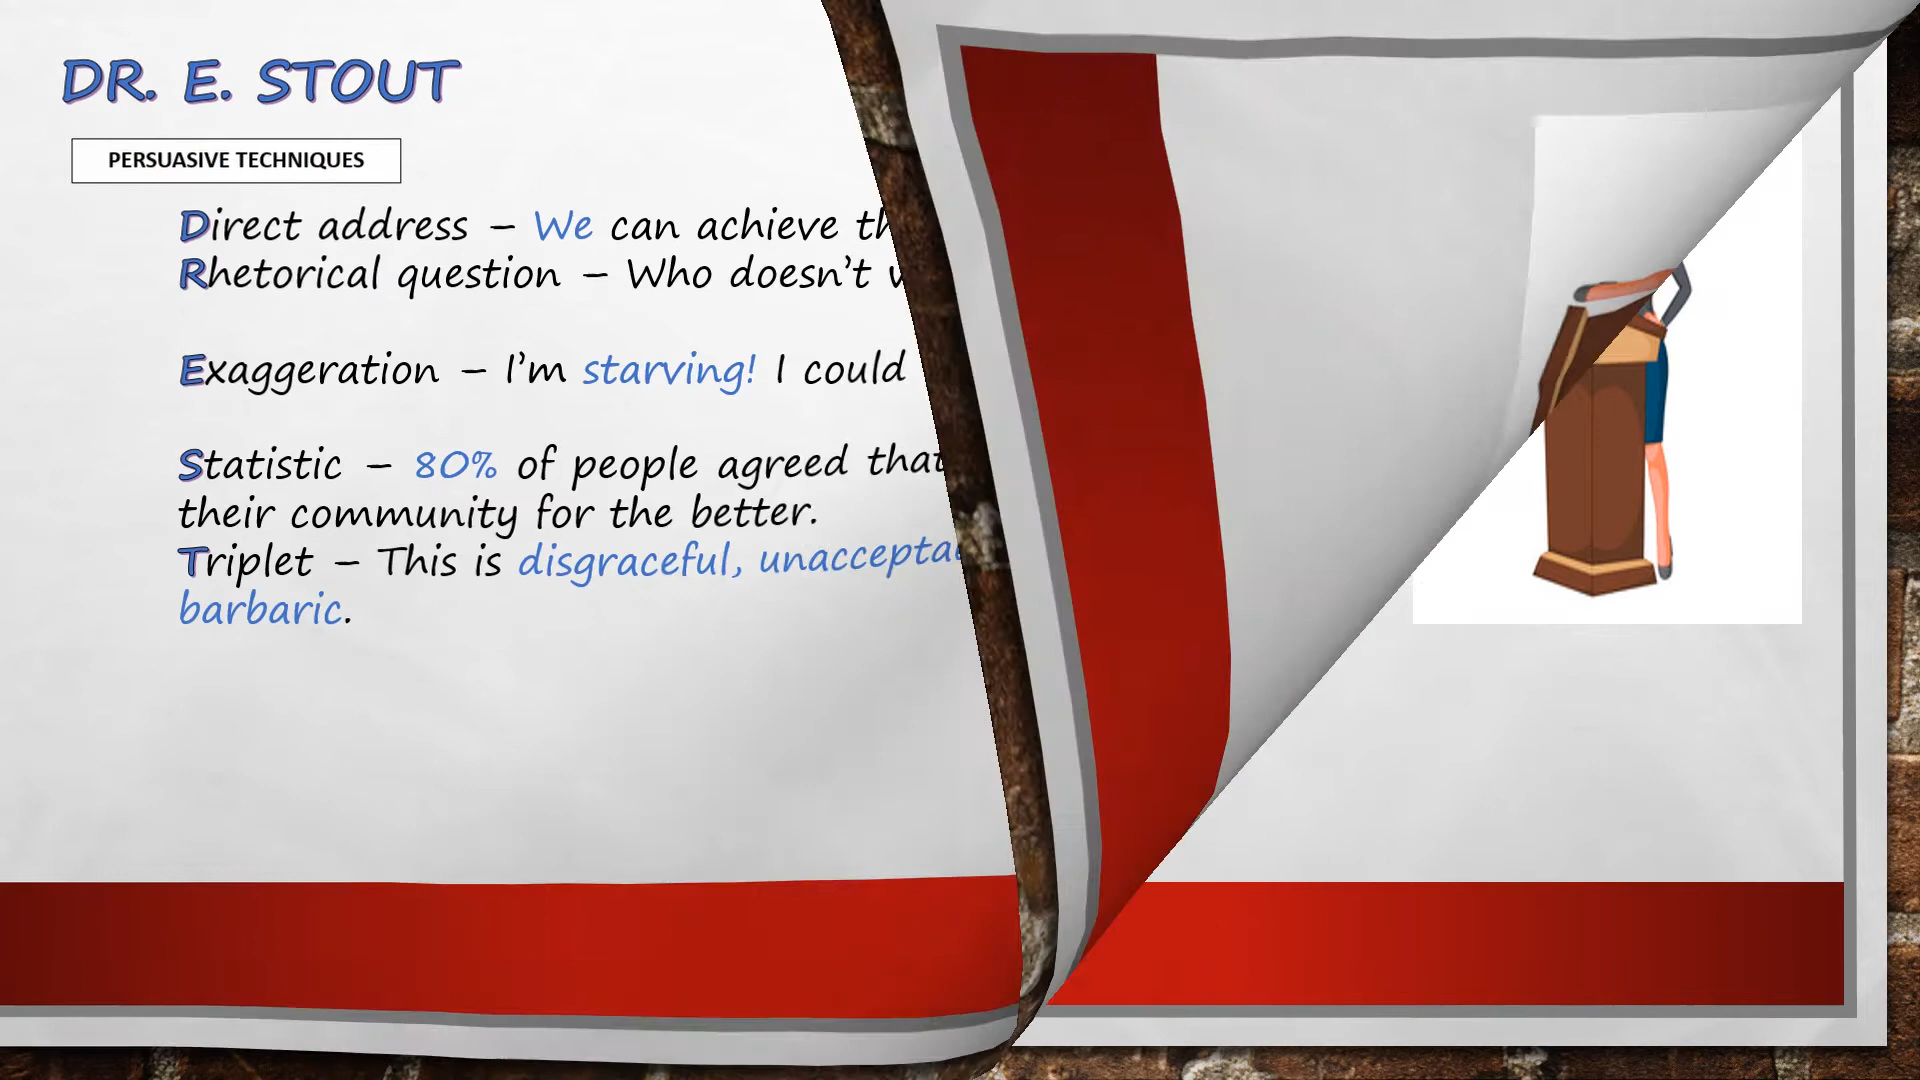 DR. E. STOUT
PERSUASIVE TECHNIQUES
Direct address – We can achieve
Rhetorical question – Who doesn't
Exaggeration – I'm starving! I could
Statistic – 80% of people agreed that
their community for the better.
Triplet – This is disgraceful,
barbaric.